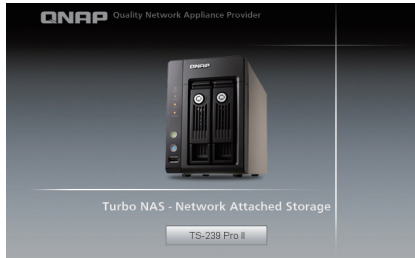 QNAP Quality Network Appliance Provider
QNAP
Turbo NAS - Network Attached Storage
TS-239 Pro II